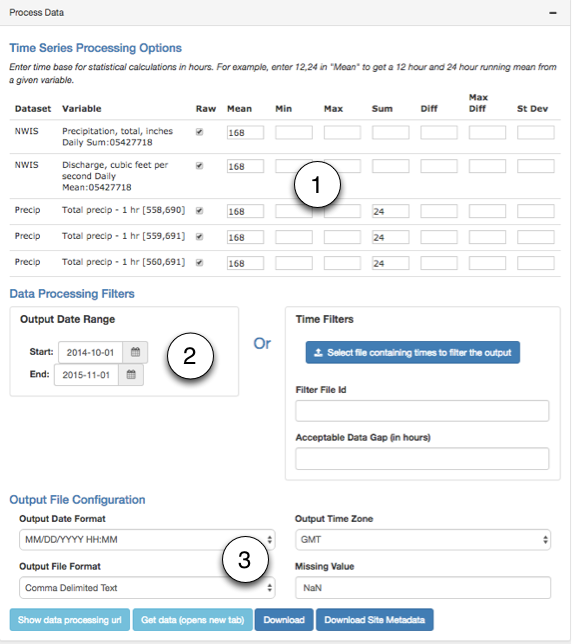 Process Data
Time Series Processing Options
Enter time base for statistical calculations in hours. For example, enter 12,24 in "Mean" to get a 12 hour and 24 hour running mean from
a given variable.
Dataset Variable Raw Mean Min Max Sum Diff Max Diff St Dev
NWIS Precipitation, total, inches 168
Daily Sum:05427718
NWIS Discharge, cubic feet per 168
second Daily
Mean:05427718
1
Precip Total precip - 1 hr [558,690] 168 24
Precip Total precip - 1 hr [559,691] 168 24
Precip Total precip - 1 hr [560,691] 168 24
Data Processing Filters
Output Date Range
Start: 2014-10-01
End: 2015-11-01
2
Or
Time Filters
Select file containing times to filter the output
Filter File Id
Acceptable Data Gap (in hours)
Output File Configuration
Output Date Format
MM/DD/YYYY HH:MM
Output Time Zone
GMT
3
Output File Format
Comma Delimited Text
Missing Value
NaN
Show data processing url Get data (opens new tab) Download Download Site Metadata